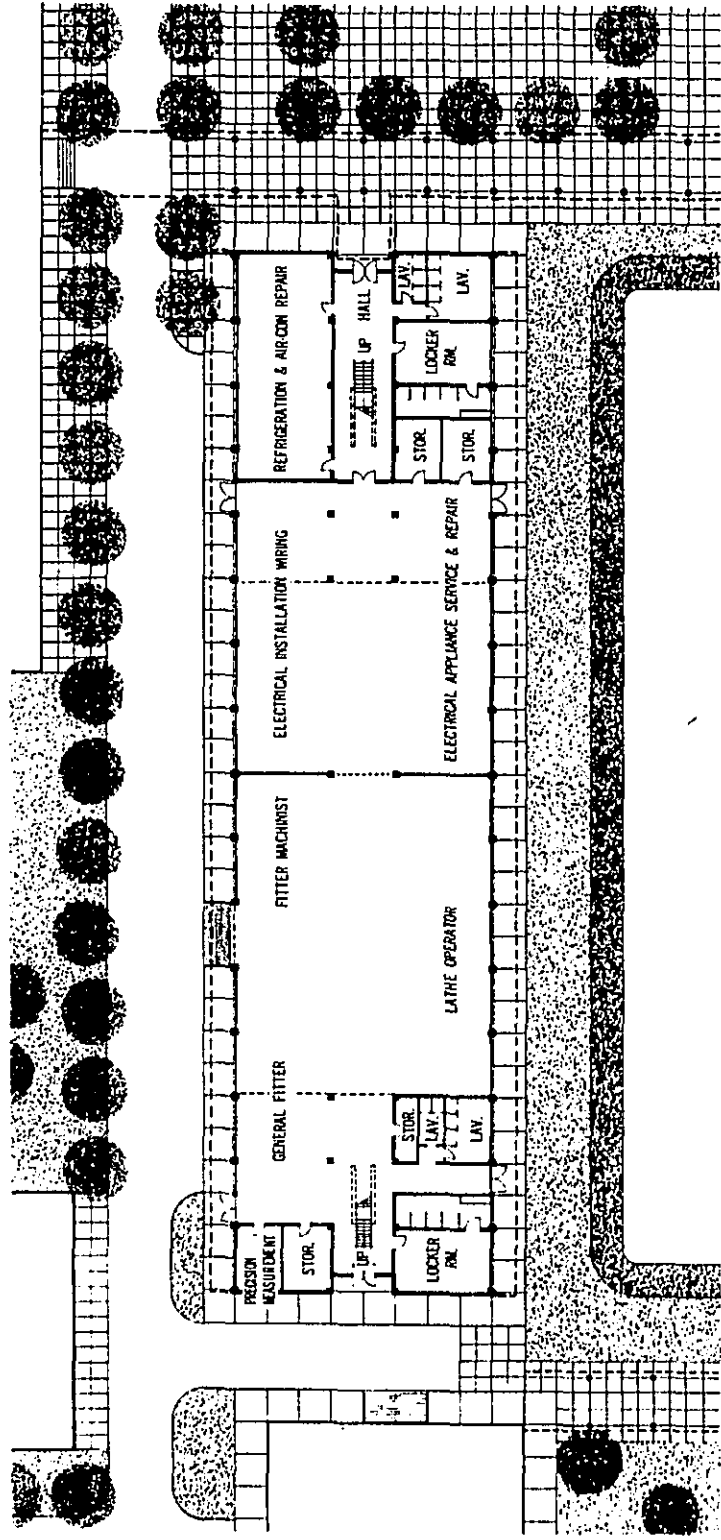 PRECISION
MEASUREMENT
STOR.
UP
LOCKER
RM.
GENERAL FITTER
STOR.
LAV.
LAV.
FITTER MACHINIST
LATHE OPERATOR
ELECTRICAL INSTALLATION WIRING
ELECTRICAL APPLIANCE SERVICE & REPAIR
REFRIGERATION & AIR-CON REPAIR
UP
HALL
STOR.
STOR.
LOCKER
RM.
LAV.
LAV.